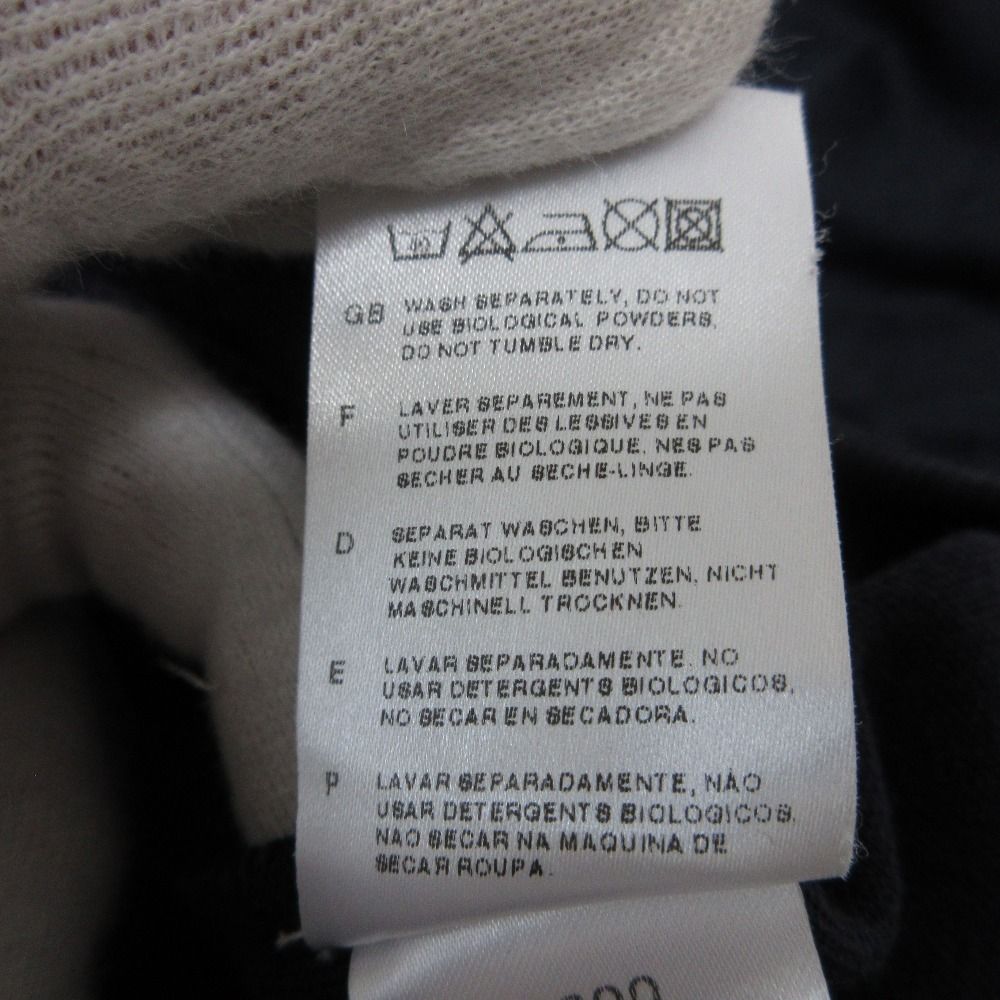 GB WASH SEPARATELY, DO NOT
USE BIOLOGICAL POWDERS,
DO NOT TUMBLE DRY.
F LAVER SEPAREMENT, NE PAS
UTILISER DES LESSIVES EN
POUDRE BIOLOGIQUE. NES PAS
SECHER AU SECHE-LINGE.
D SEPARAT WASCHEN, BITTE
KEINE BIOLOGISCHEN
WASCHMITTEL BENUTZEN, NICHT
MASCHINELL TROCKNEN.
E LAVAR SEPARADAMENTE. NO
USAR DETERGENTS BIOLOGICOS.
NO SECAR EN SECADORA.
P LAVAR SEPARADAMENTE, NÃO
USAR DETERGENTS BIOLOGICOS.
NÃO SECAR NA MAQUINA DE
SECAR ROUPA.